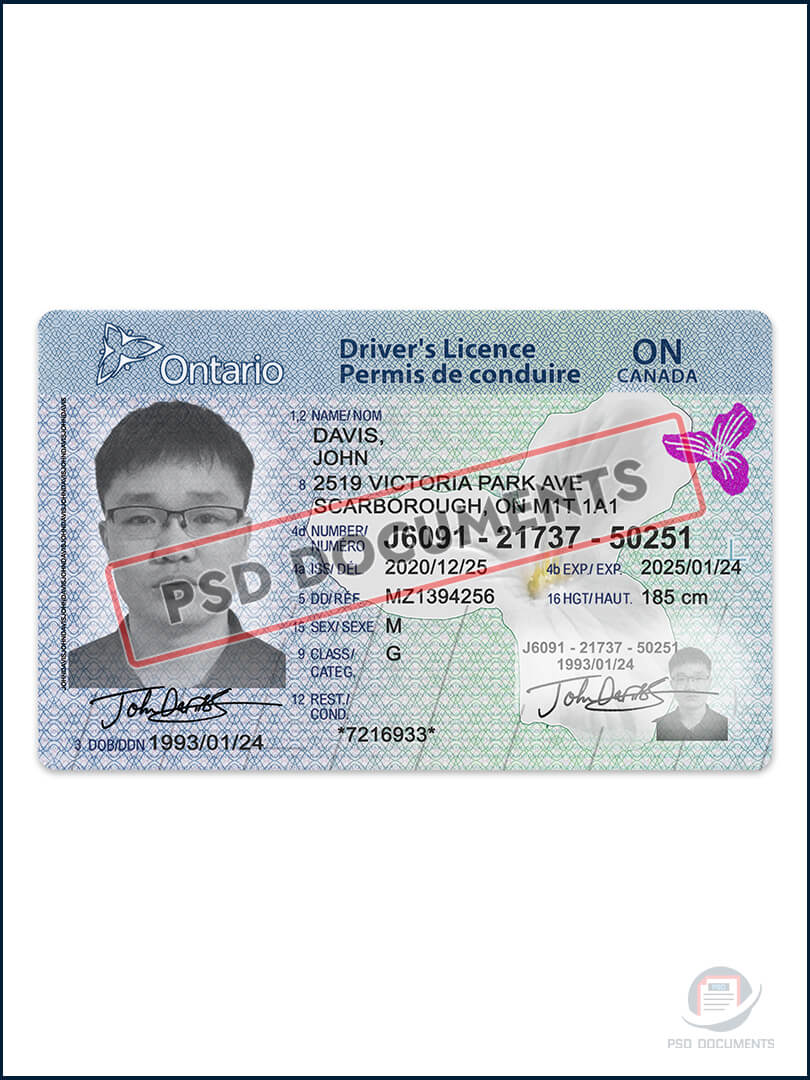 Ontario
Driver's Licence
Permis de conduire
ON
CANADA
1,2 NAME/ NOM
DAVIS,
JOHN
8 2519 VICTORIA PARK AVE
SCARBOROUGH, ON M1T 1A1
4d NUMBER/
NUMÉRO
J6091 - 21737 - 50251
4a ISS/ DÉL 2020/12/25 4b EXP./ EXP. 2025/01/24
5 DD/RÉF. MZ1394256 16 HGT/HAUT. 185 cm
15 SEX/ SEXE M
9 CLASS/ G
CATEG.
12 REST./
COND.
*7216933*
J6091 - 21737 - 50251
1993/01/24
John Davis
John Davis
3. DOB/DDN 1993/01/24
JOHNDAVISJOHNDAVISJOHNDAVISJOHNDAVISJOHNDAVISJOHNDAVIS
PSD DOCUMENTS
PSD
PSD DOCUMENTS